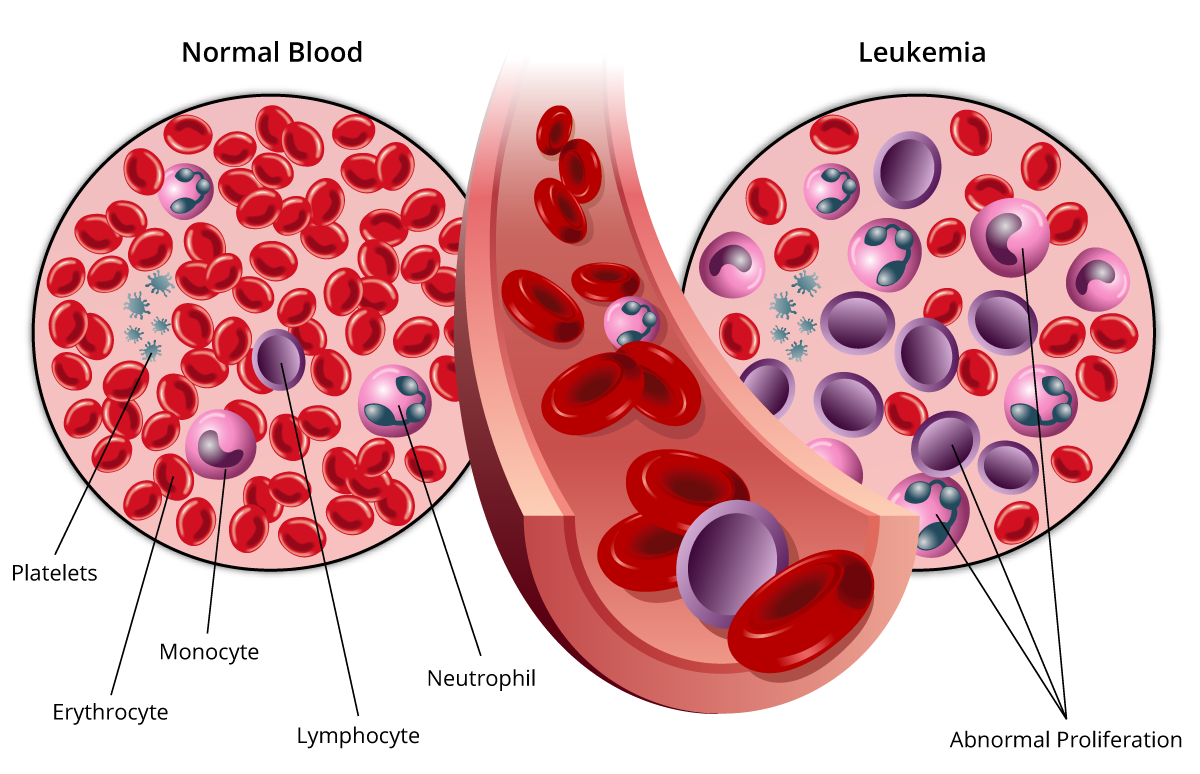 Normal Blood
Leukemia
Platelets
Monocyte
Neutrophil
Erythrocyte
Lymphocyte
Abnormal Proliferation